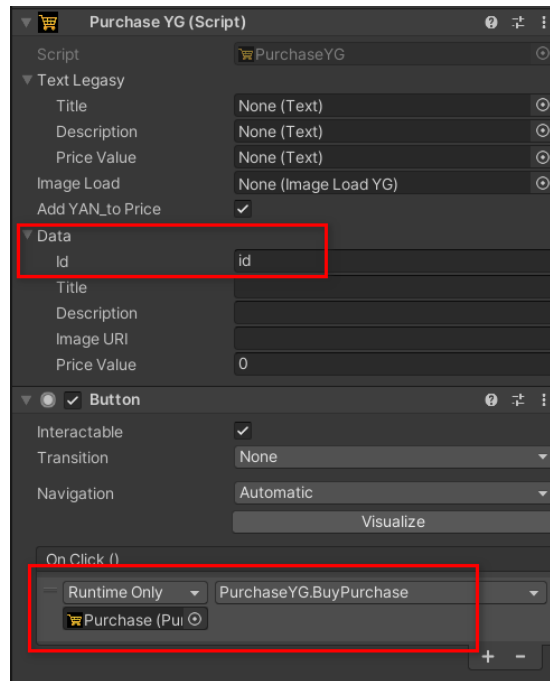 Purchase YG (Script)
Script PurchaseYG
Text Legasy
Title None (Text)
Description None (Text)
Price Value None (Text)
Image Load None (Image Load YG)
Add YAN_to Price
Data
Id id
Title
Description
Image URI
Price Value 0
Button
Interactable
Transition None
Navigation Automatic
Visualize
On Click ()
Runtime Only PurchaseYG.BuyPurchase
Purchase (Pur
+ -